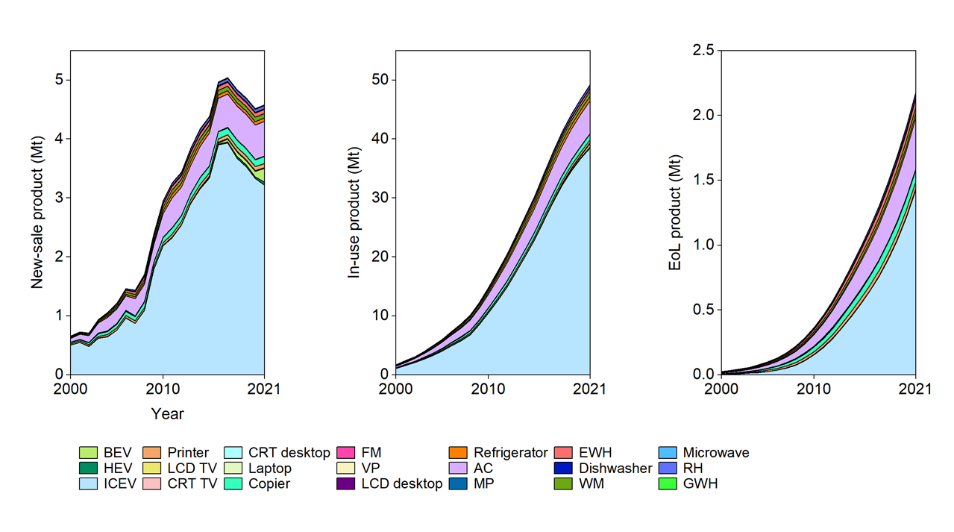 New-sale product (Mt)
5
4
3
2
1
0
2000 2010 2021
Year
In-use product (Mt)
50
40
30
20
10
0
2000 2010 2021
EoL product (Mt)
2.5
2.0
1.5
1.0
0.5
0.0
2000 2010 2021
BEV Printer CRT desktop FM Refrigerator EWH Microwave
HEV LCD TV Laptop VP AC Dishwasher RH
ICEV CRT TV Copier LCD desktop MP WM GWH